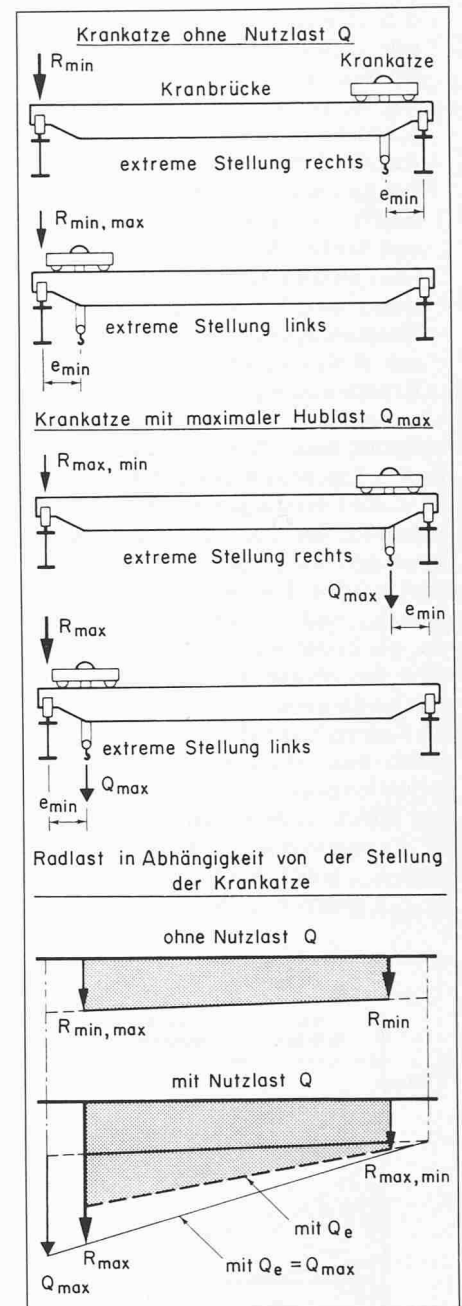 Krankatze ohne Nutzlast Q
R min
Krankatze
Kranbrücke
extreme Stellung rechts
e min
R min, max
extreme Stellung links
e min
Krankatze mit maximaler Hublast Q max
R max, min
extreme Stellung rechts
Q max
e min
R max
extreme Stellung links
Q max
e min
Radlast in Abhängigkeit von der Stellung
der Krankatze
ohne Nutzlast Q
R min, max
R min
mit Nutzlast Q
R max, min
mit Q e
R max
mit Q e = Q max
Q max